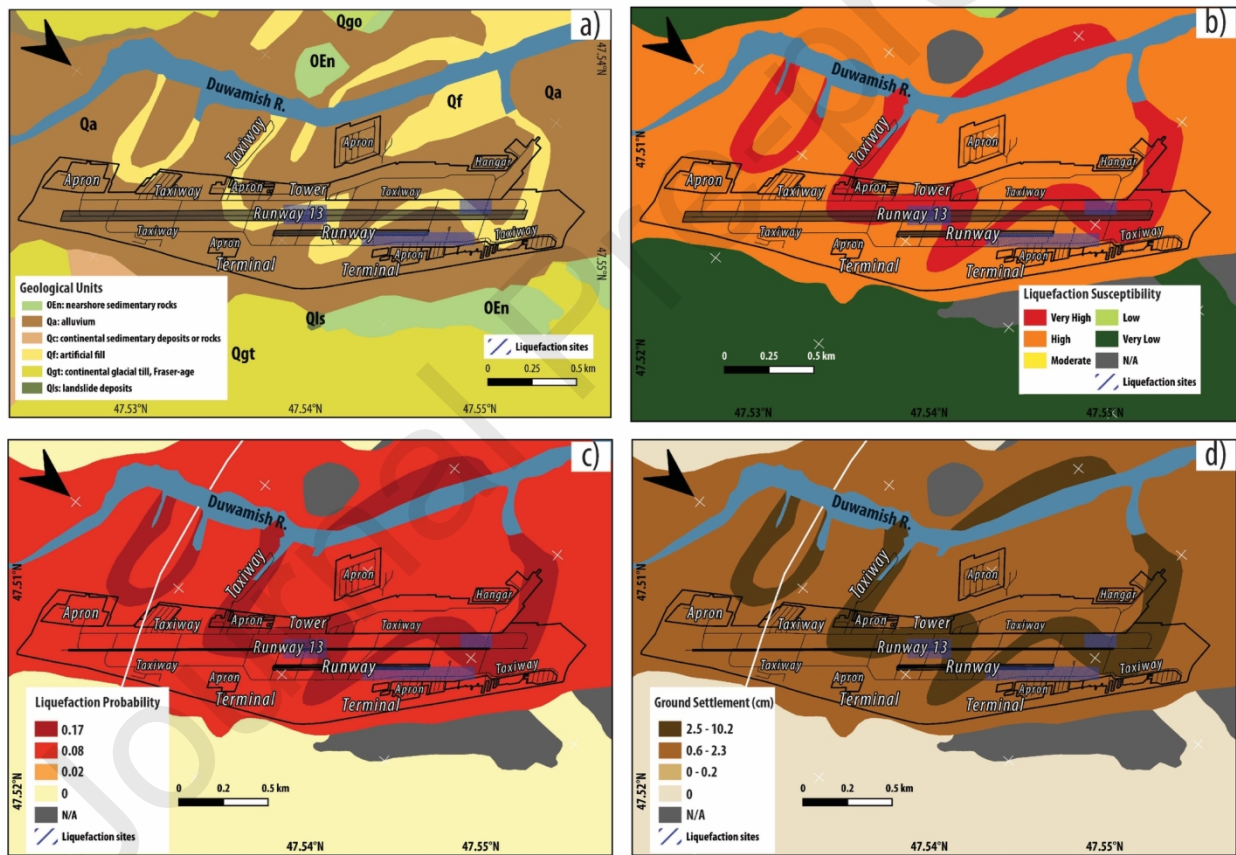 a)
Qgo
OEn
47.54°N
Duwamish R.
Qf
Qa
Qa
Taxiway
Apron
Hangar
Apron
Taxiway
Apron
Tower
Taxiway
Runway 13
Taxiway
Runway
Taxiway
Apron
Apron
Terminal
Terminal
47.55°N
Geological Units
OEn: nearshore sedimentary rocks
Qa: alluvium
Qc: continental sedimentary deposits or rocks
Qf: artificial fill
Qgt: continental glacial till, Fraser-age
Qls: landslide deposits
Qls
OEn
Qgt
Liquefaction sites
0 0.25 0.5 km
47.53°N 47.54°N 47.55°N
b)
Duwamish R.
47.51°N
Taxiway
Apron
Hangar
Apron
Taxiway
Apron
Tower
Taxiway
Runway 13
Taxiway
Runway
Taxiway
Apron
Apron
Terminal
Terminal
47.52°N
Liquefaction Susceptibility
Very High
High
Moderate
Low
Very Low
N/A
Liquefaction sites
0 0.25 0.5 km
47.53°N 47.54°N 47.55°N
c)
Duwamish R.
47.51°N
Taxiway
Apron
Hangar
Apron
Taxiway
Apron
Tower
Taxiway
Runway 13
Taxiway
Runway
Taxiway
Apron
Apron
Terminal
Terminal
47.52°N
Liquefaction Probability
0.17
0.08
0.02
0
N/A
Liquefaction sites
0 0.2 0.5 km
47.54°N 47.55°N
d)
Duwamish R.
47.51°N
Taxiway
Apron
Hangar
Apron
Taxiway
Apron
Tower
Taxiway
Runway 13
Taxiway
Runway
Taxiway
Apron
Apron
Terminal
Terminal
47.52°N
Ground Settlement (cm)
2.5 - 10.2
0.6 - 2.3
0 - 0.2
0
N/A
Liquefaction sites
0 0.2 0.5 km
47.54°N 47.55°N
Journal Pre-pro